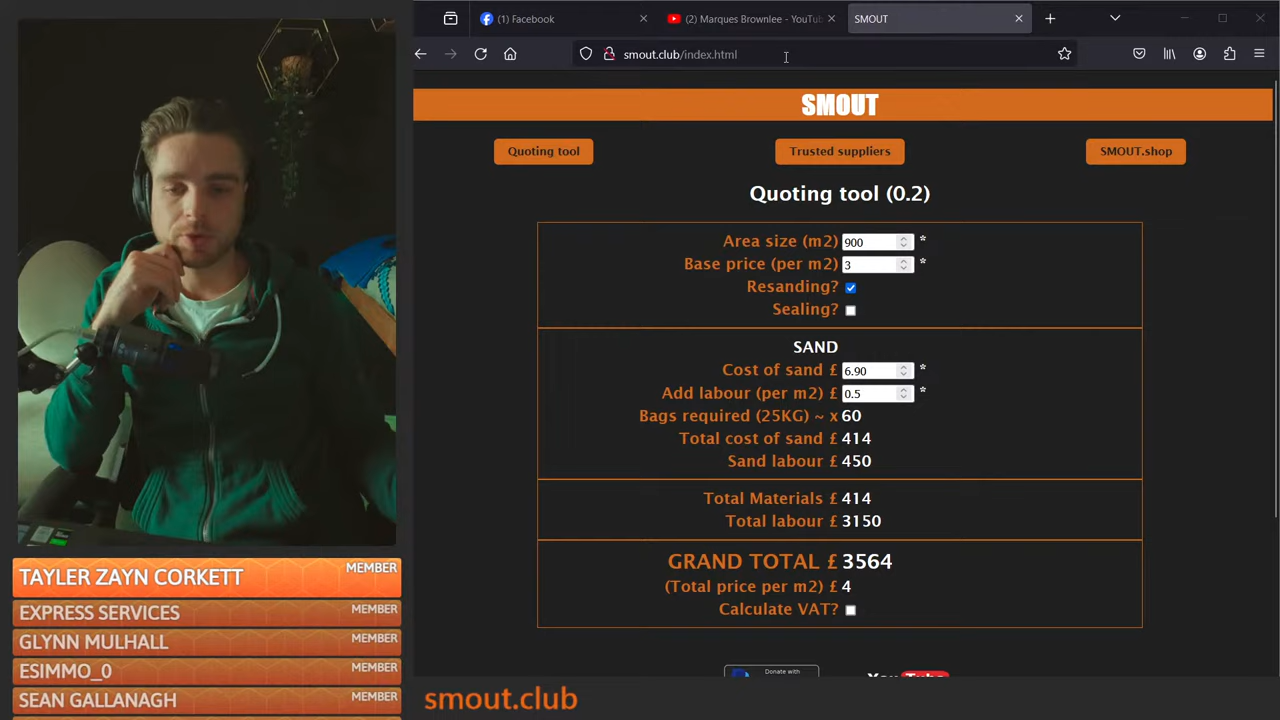 (1) Facebook
(2) Marques Brownlee - YouTub
SMOUT
smout.club/index.html
SMOUT
Quoting tool
Trusted suppliers
SMOUT.shop
Quoting tool (0.2)
Area size (m2) 900 *
Base price (per m2) 3 *
Resanding?
Sealing?
SAND
Cost of sand £ 6.90 *
Add labour (per m2) £ 0.5 *
Bags required (25KG) ~ x 60
Total cost of sand £ 414
Sand labour £ 450
Total Materials £ 414
Total labour £ 3150
GRAND TOTAL £ 3564
(Total price per m2) £ 4
Calculate VAT?
Donate with
YouTube
TAYLER ZAYN CORKETT MEMBER
EXPRESS SERVICES MEMBER
GLYNN MULHALL MEMBER
ESIMMO_0 MEMBER
SEAN GALLANAGH MEMBER
smout.club